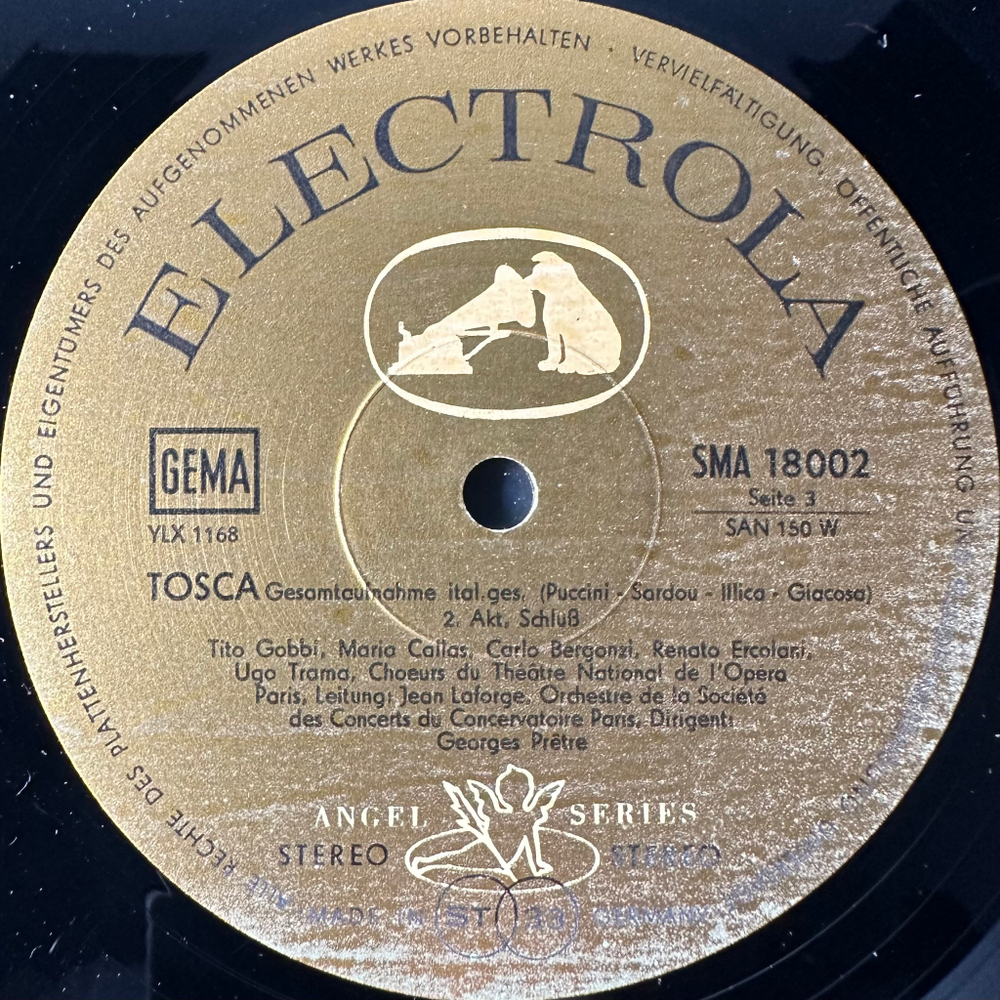 ALLE RECHTE DES PLATTENHERSTELLERS UND EIGENTÜMERS DES AUFGENOMMENEN WERKES VORBEHALTEN · VERVIELFÄLTIGUNG, ÖFFENTLICHE AUFFÜHRUNG UN
ELECTROLA
GEMA
YLX 1168
SMA 18002
Seite 3
SAN 150 W
TOSCA Gesamtaufnahme ital.ges. (Puccini - Sardou - Illica - Giacosa)
2. Akt, Schluß
Tito Gobbi, Maria Callas, Carlo Bergonzi, Renato Ercolani,
Ugo Trama, Choeurs du Théâtre National de l'Opera
Paris, Leitung: Jean Laforge, Orchestre de la Société
des Concerts du Concervatoire Paris, Dirigent:
Georges Prêtre
ANGEL SERIES
STEREO STEREO
MADE IN ST 33 GERMANY